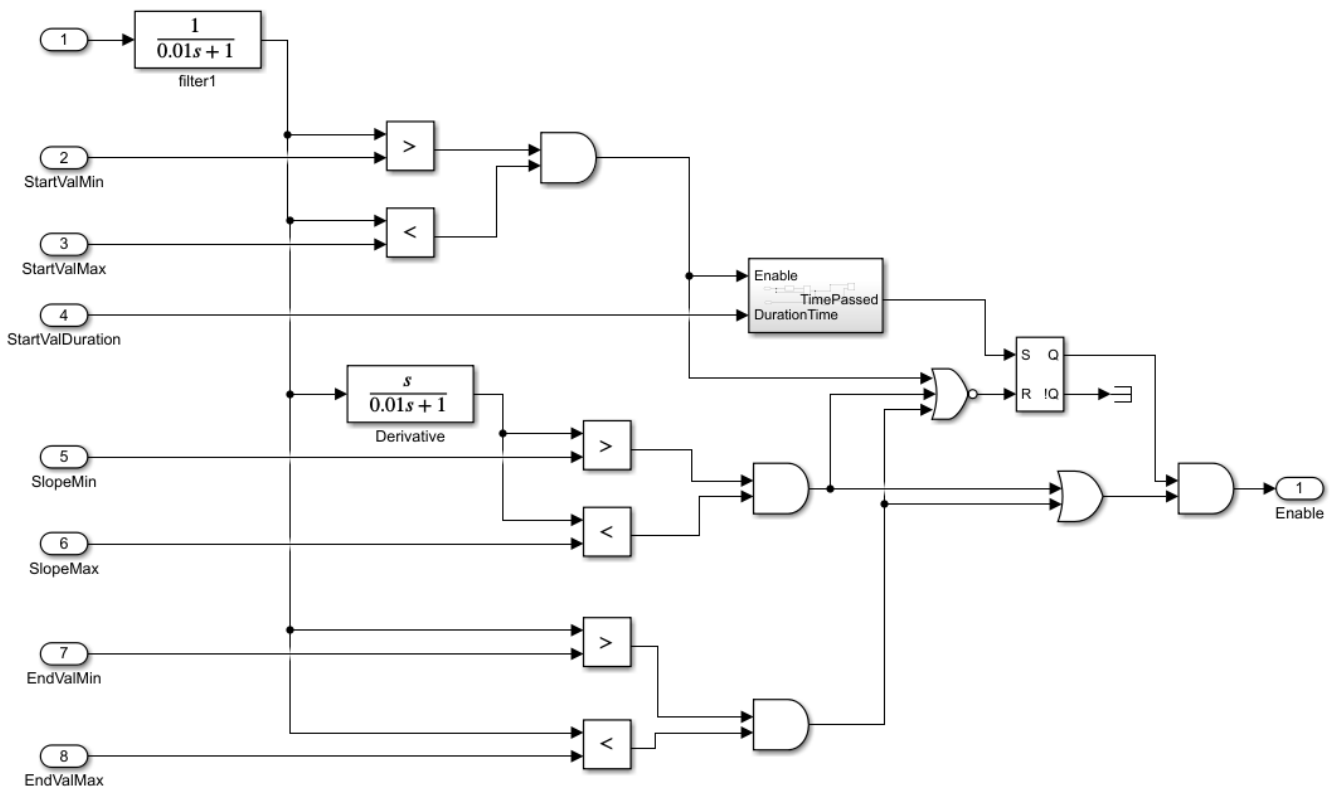 1
1
0.01s + 1
filter1
>
2
StartValMin
<
3
StartValMax
Enable
TimePassed
4
DurationTime
StartValDuration
S Q
s
0.01s + 1
R !Q
Derivative
>
5
SlopeMin
1
Enable
<
6
SlopeMax
>
7
EndValMin
<
8
EndValMax